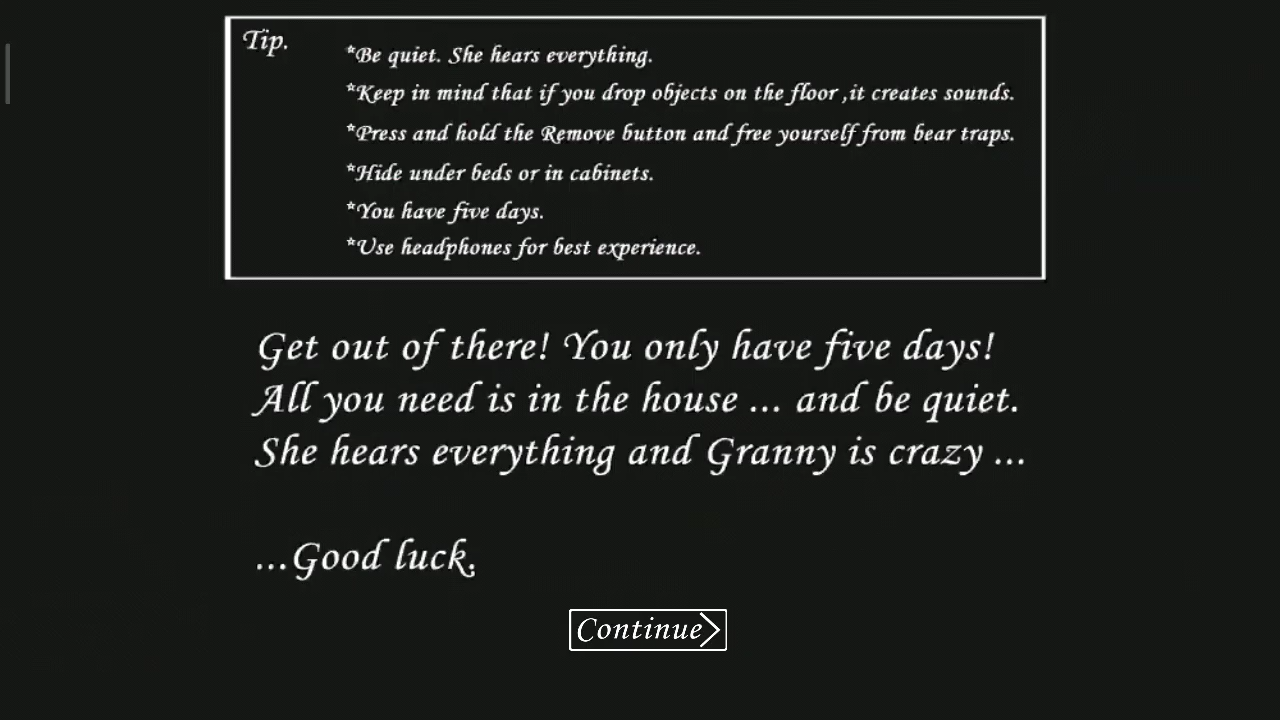 Tip.
*Be quiet. She hears everything.
*Keep in mind that if you drop objects on the floor ,it creates sounds.
*Press and hold the Remove button and free yourself from bear traps.
*Hide under beds or in cabinets.
*You have five days.
*Use headphones for best experience.
Get out of there! You only have five days!
All you need is in the house ... and be quiet.
She hears everything and Granny is crazy ...
...Good luck.
Continue